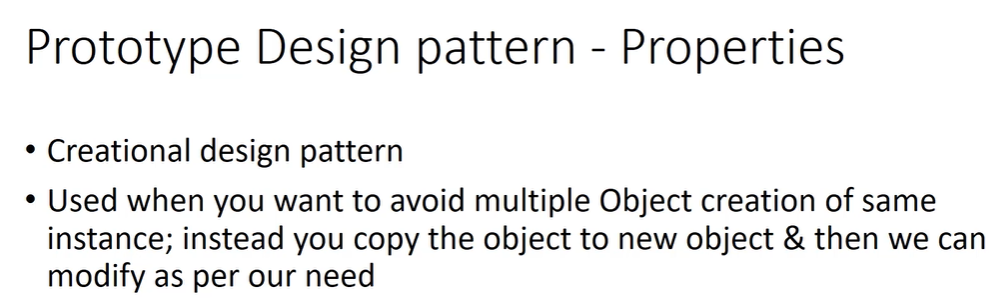 Prototype Design pattern - Properties
• Creational design pattern
• Used when you want to avoid multiple Object creation of same
instance; instead you copy the object to new object & then we can
modify as per our need